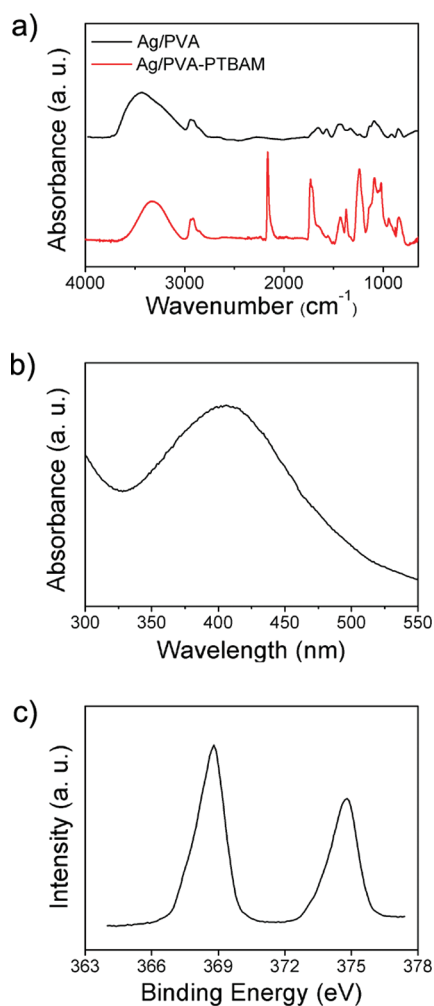 a)
Absorbance (a. u.)
Ag/PVA
Ag/PVA-PTBAM
4000 3000 2000 1000
Wavenumber (cm⁻¹)
b)
Absorbance (a. u.)
300 350 400 450 500 550
Wavelength (nm)
c)
Intensity (a. u.)
363 366 369 372 375 378
Binding Energy (eV)